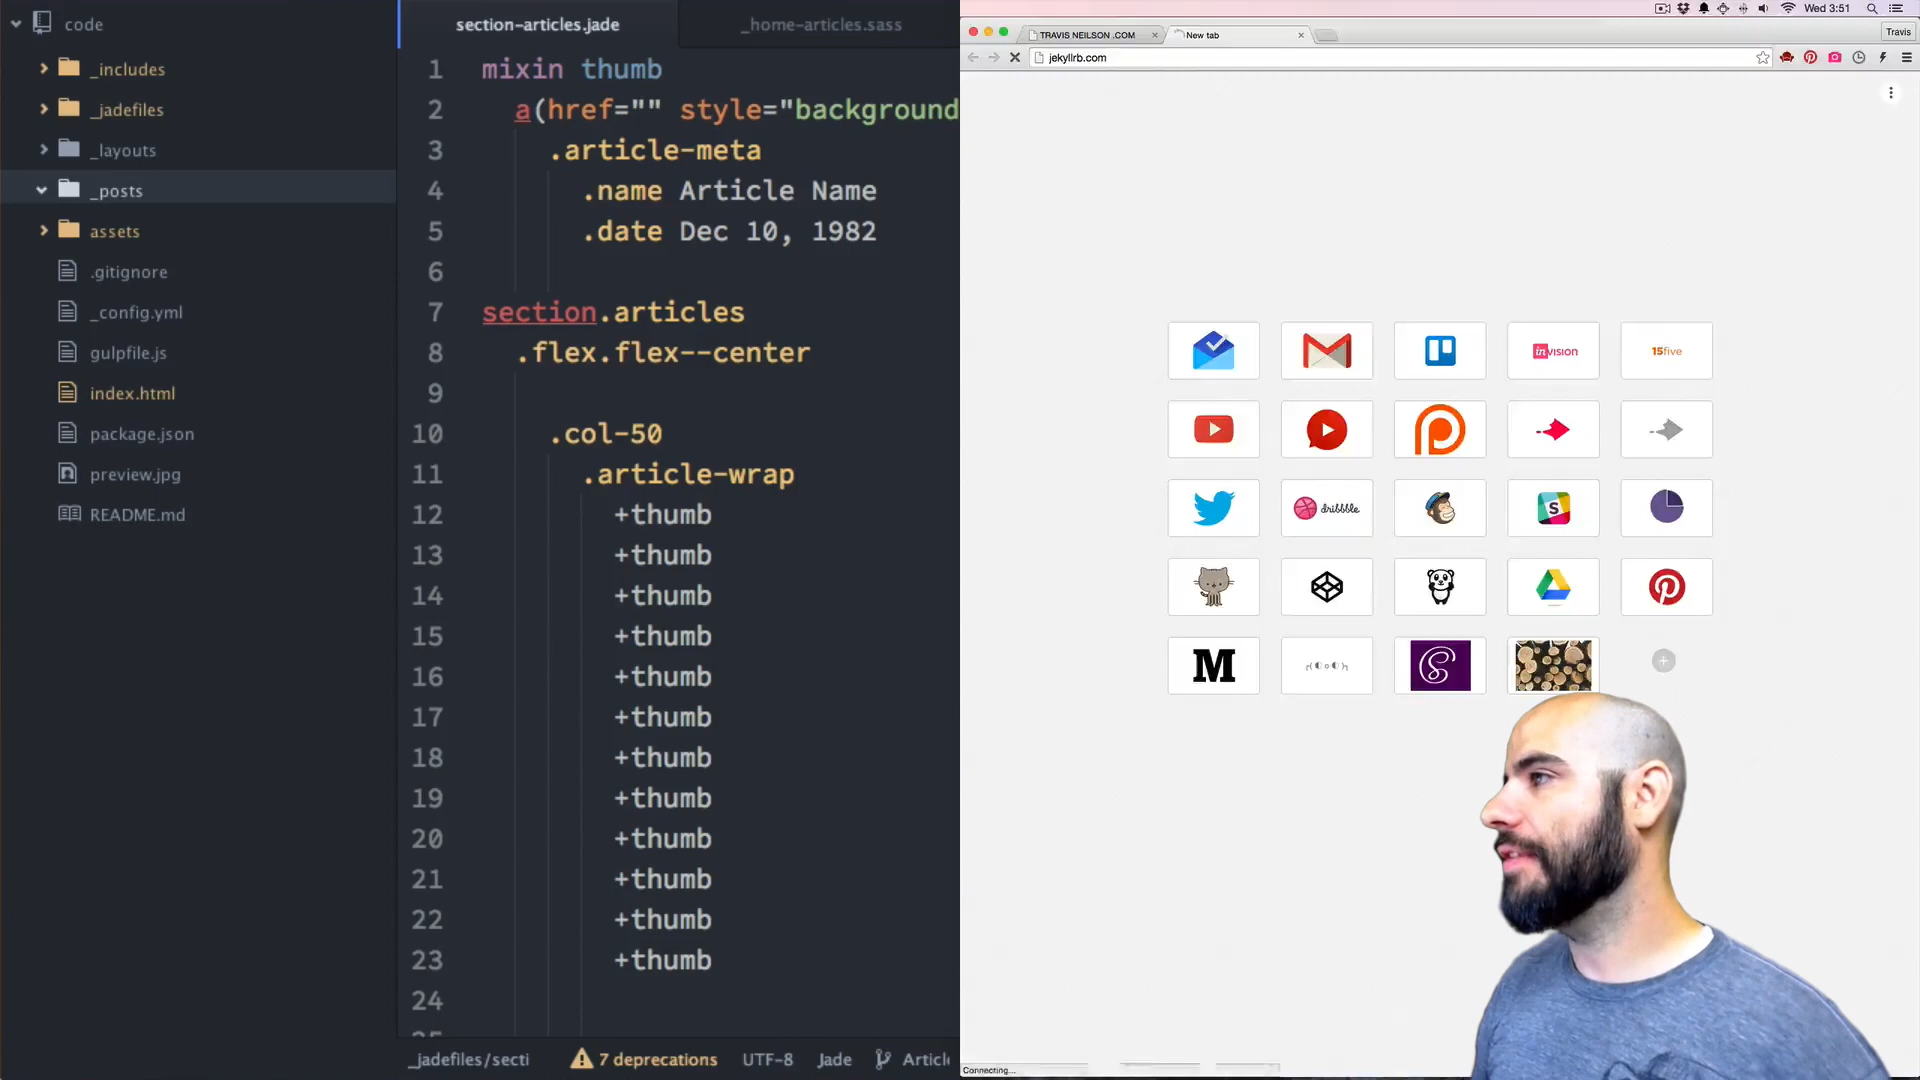 code
_includes
_jadefiles
_layouts
_posts
assets
.gitignore
_config.yml
gulpfile.js
index.html
package.json
preview.jpg
README.md
section-articles.jade
_home-articles.sass
1 mixin thumb
2 a(href="" style="background
3 .article-meta
4 .name Article Name
5 .date Dec 10, 1982
6
7 section.articles
8 .flex.flex--center
9
10 .col-50
11 .article-wrap
12 +thumb
13 +thumb
14 +thumb
15 +thumb
16 +thumb
17 +thumb
18 +thumb
19 +thumb
20 +thumb
21 +thumb
22 +thumb
23 +thumb
24
_jadefiles/secti
7 deprecations
UTF-8
Jade
Article
Wed 3:51
TRAVIS NEILSON .COM
New tab
Travis
jekyllrb.com
invision
15five
dribbble
S
M
Connecting...